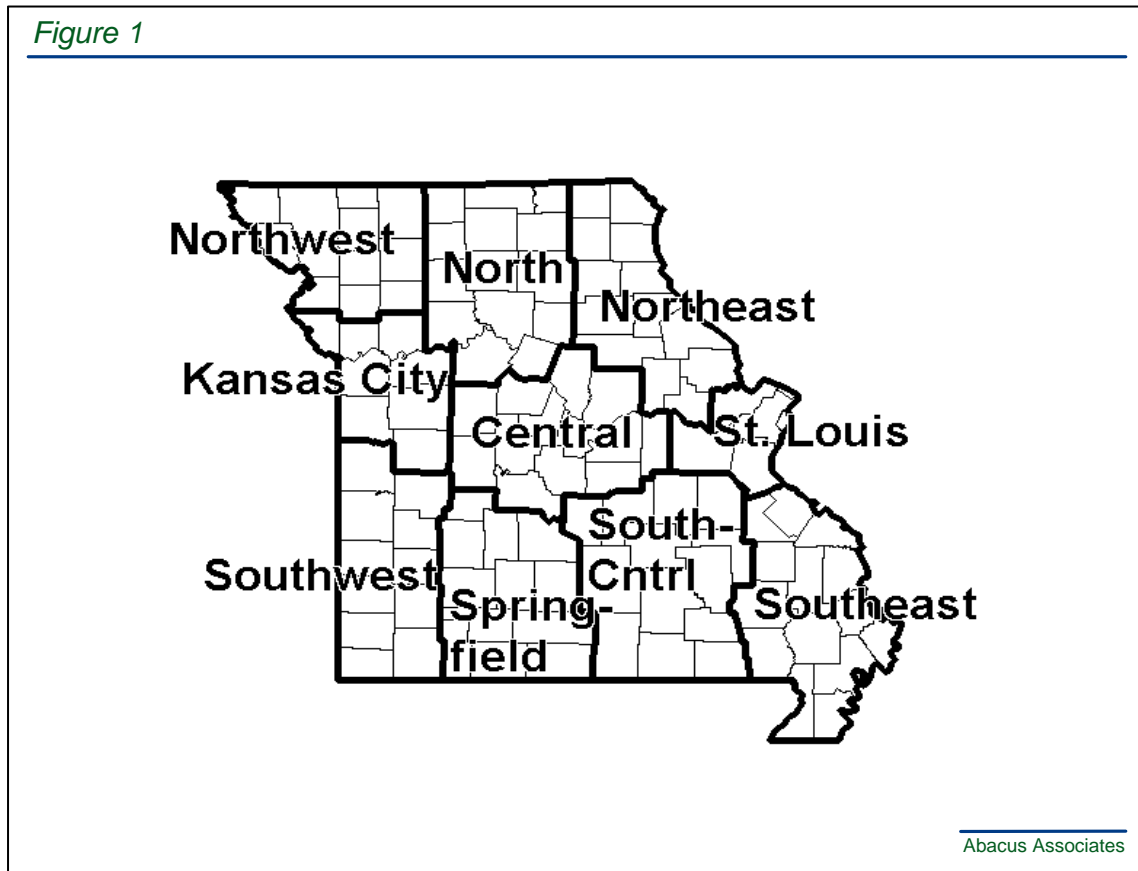 Figure 1
Northwest
North
Northeast
Kansas City
Central
St. Louis
South-
Cntrl
Southwest
Spring-
field
Southeast
Abacus Associates